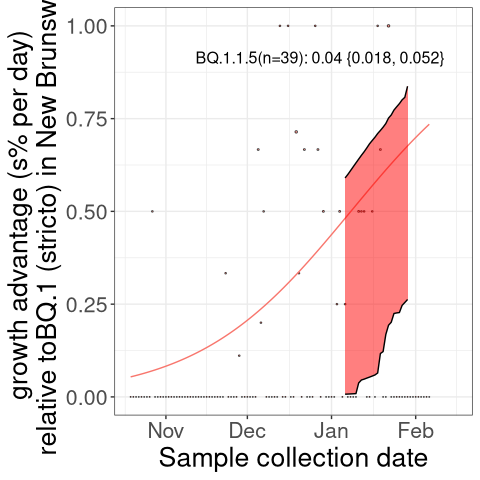 growth advantage (s% per day)
relative toBQ.1 (stricto) in New Brunsw
1.00
0.75
0.50
0.25
0.00
BQ.1.1.5(n=39): 0.04 {0.018, 0.052}
Nov Dec Jan Feb
Sample collection date